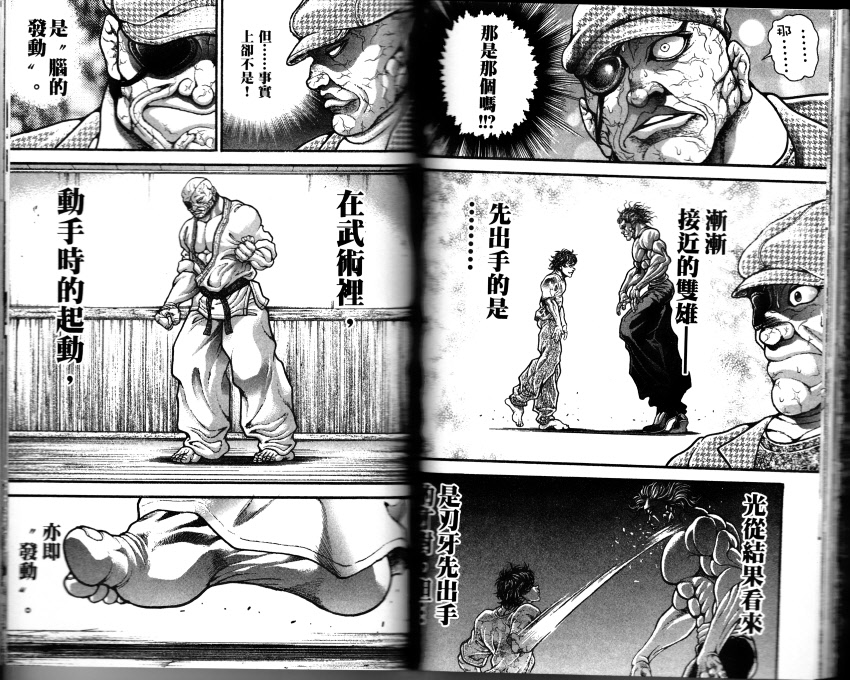 那
⋯⋯
⋯⋯
那是那個嗎!!?
漸漸
接近的雙雄——
先出手的是
⋯⋯⋯
光從結果看來
是刃牙先出手
但⋯⋯事實
上卻不是！
是〝腦的
發動〞。
在武術裡，
動手時的起動，
亦即
〝發動〞。